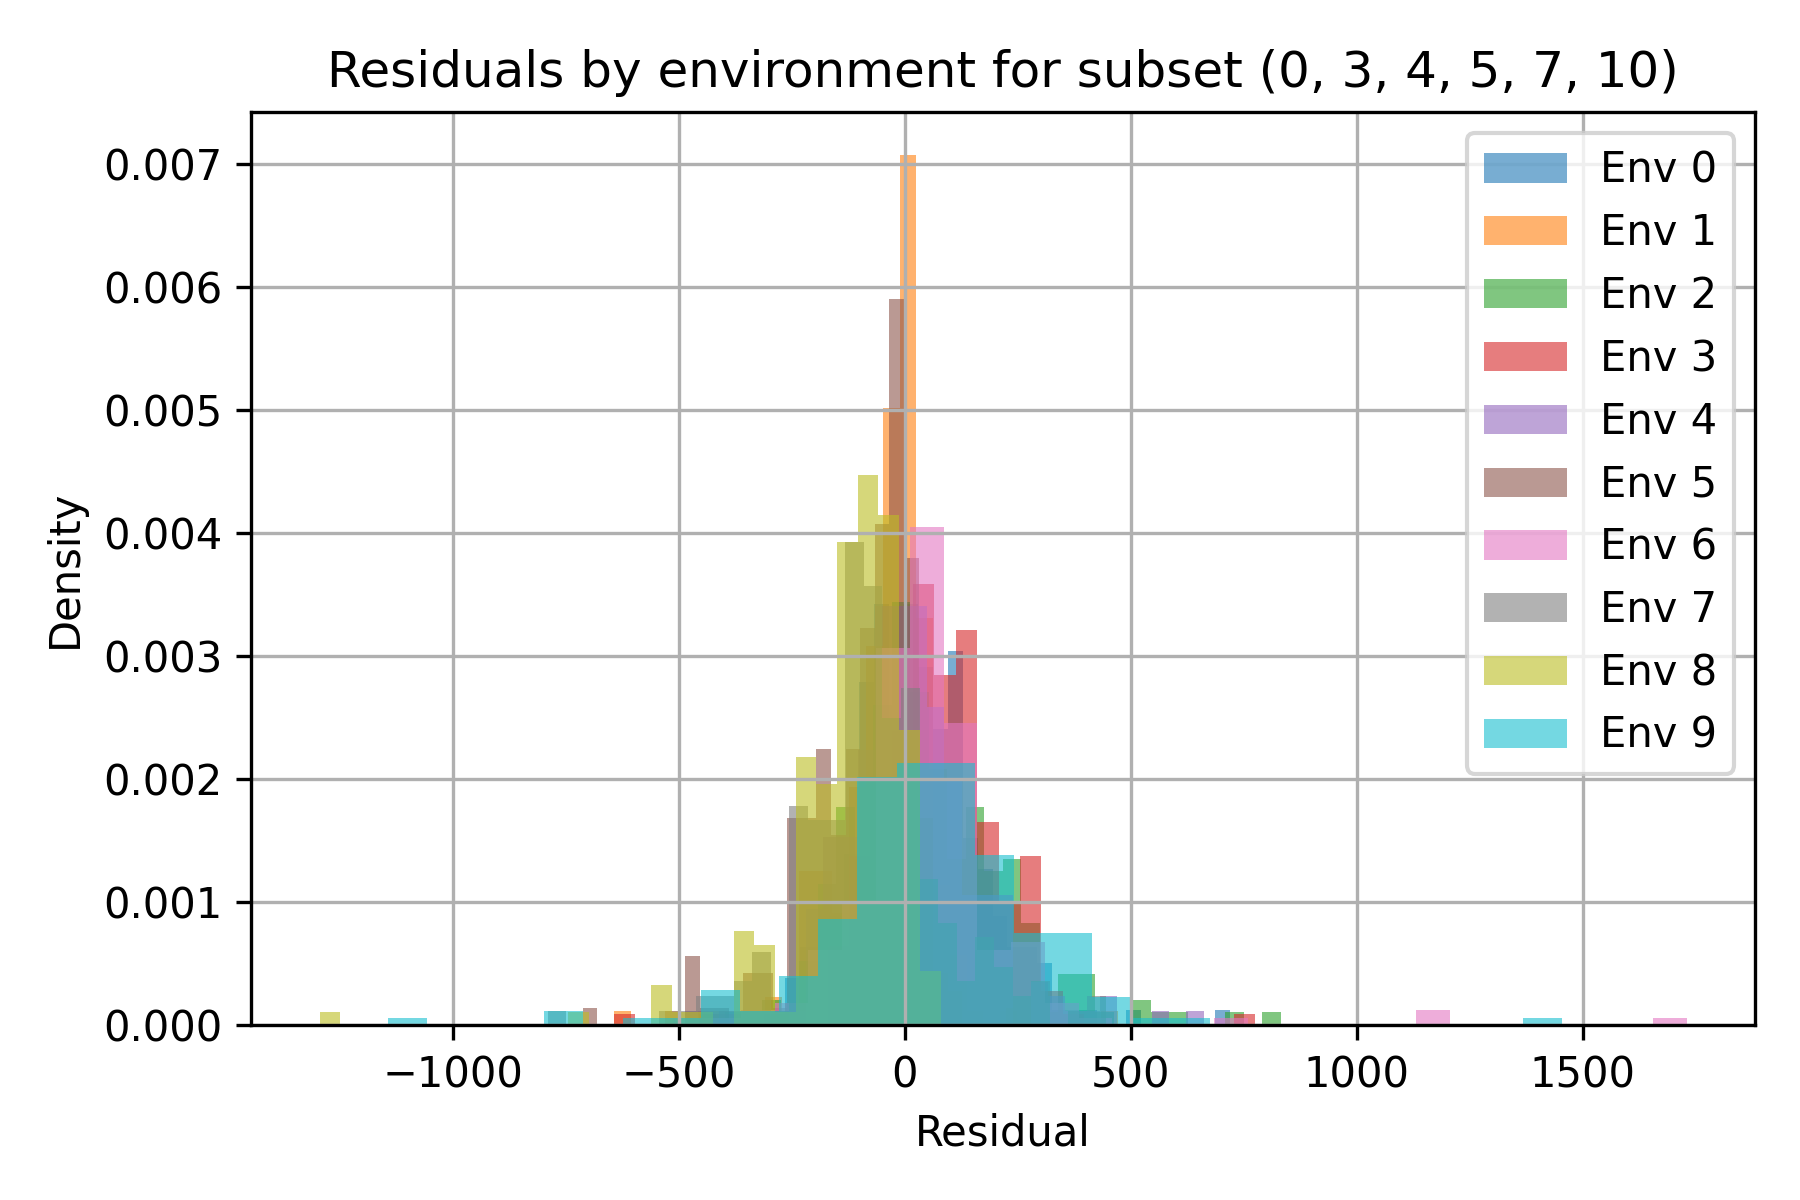 Residuals by environment for subset (0, 3, 4, 5, 7, 10)
0.007
0.006
0.005
0.004
0.003
0.002
0.001
0.000
Density
−1000
−500
0
500
1000
1500
Residual
Env 0
Env 1
Env 2
Env 3
Env 4
Env 5
Env 6
Env 7
Env 8
Env 9